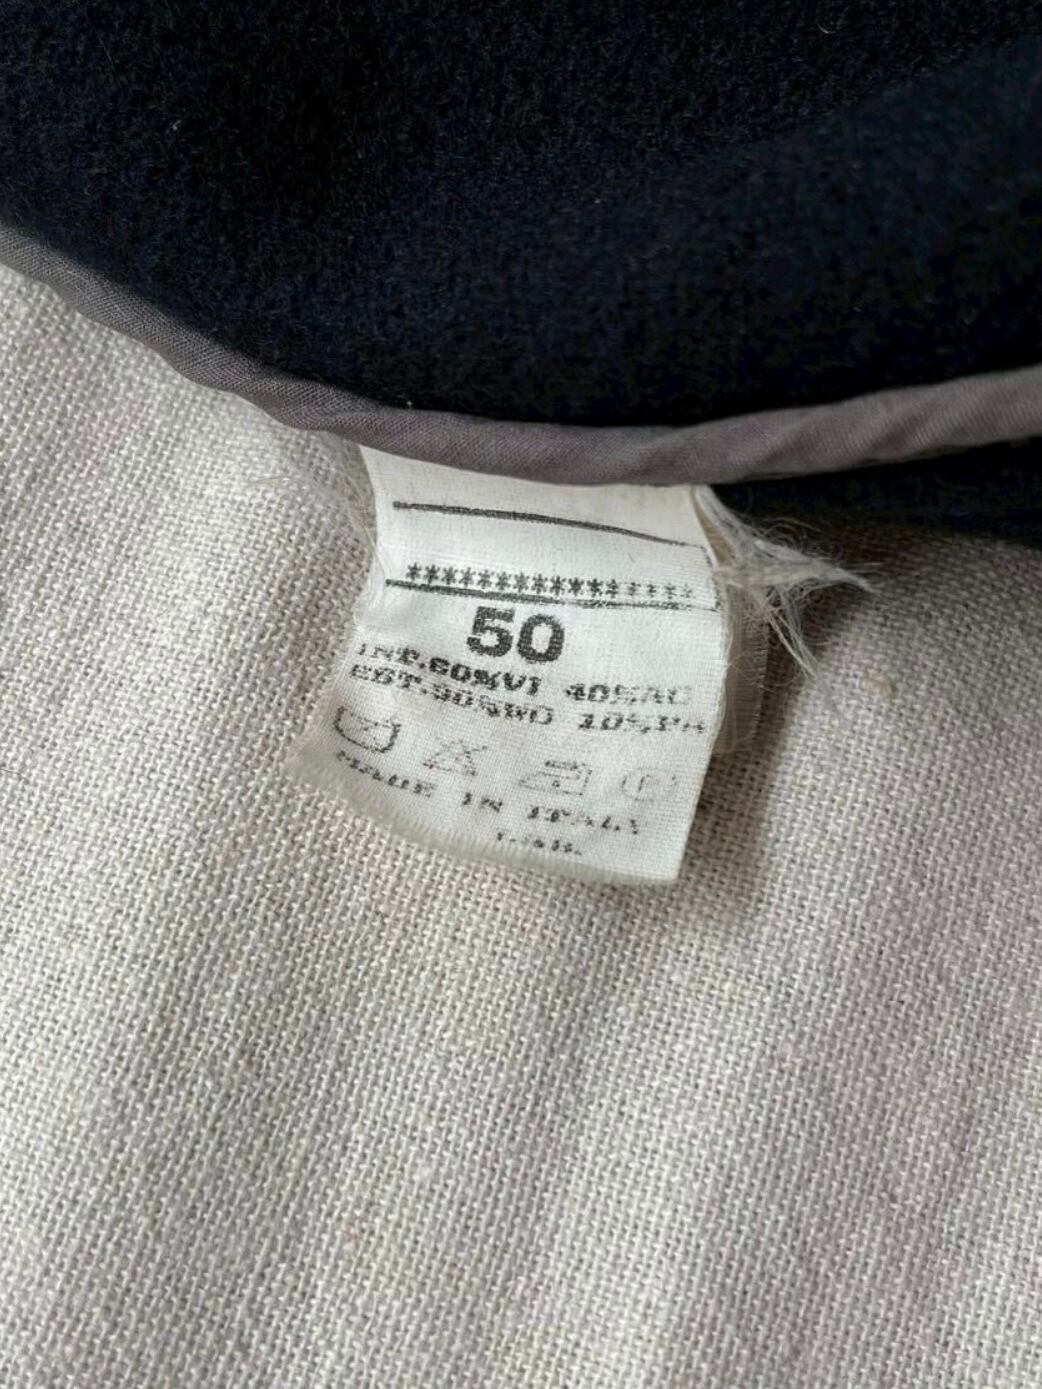 ***********************
50
INT.60%VI 40%AC
EST.90%WO 10%PA
MADE IN ITALY